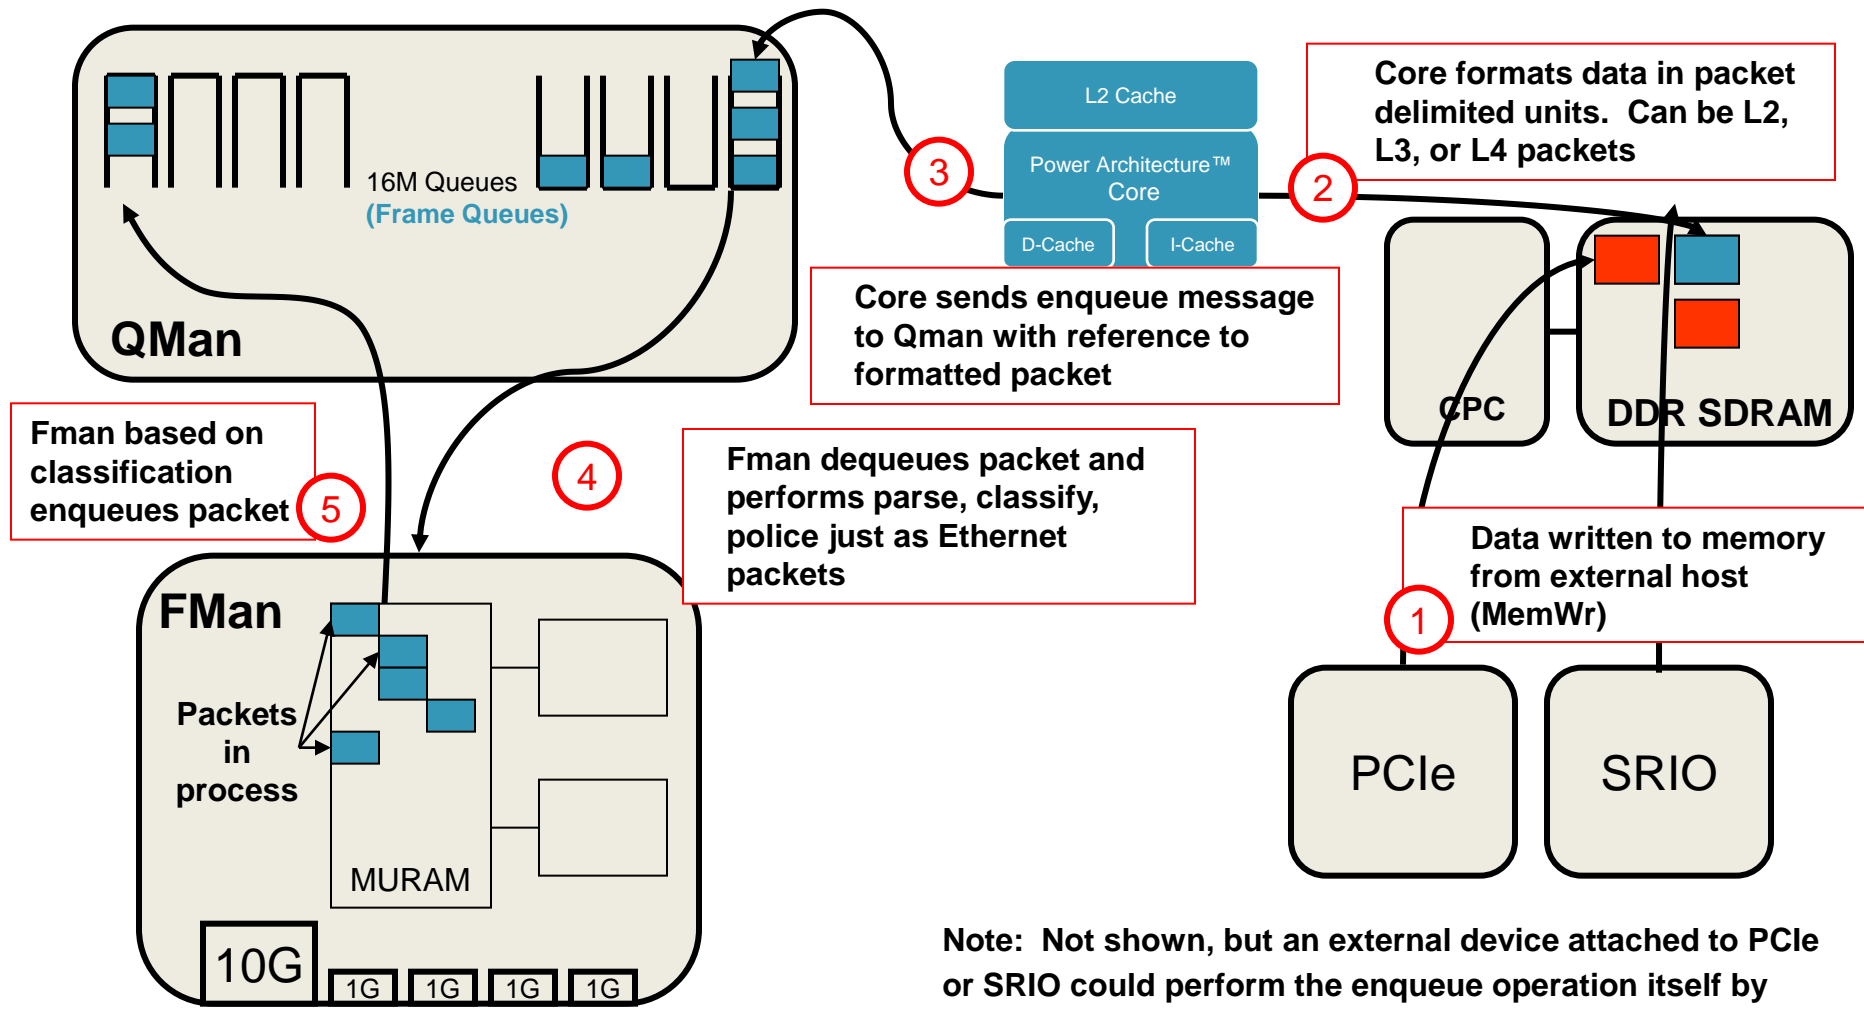 Core formats data in packet
delimited units.  Can be L2,
L3, or L4 packets
L2 Cache
Power Architecture™
Core
D-Cache
I-Cache
3
2
16M Queues
(Frame Queues)
QMan
Core sends enqueue message
to Qman with reference to
formatted packet
CPC
DDR SDRAM
Fman based on
classification
enqueues packet
5
4
Fman dequeues packet and
performs parse, classify,
police just as Ethernet
packets
Data written to memory
from external host
(MemWr)
1
FMan
Packets
in
process
MURAM
10G
1G
1G
1G
1G
PCIe
SRIO
Note:  Not shown, but an external device attached to PCIe
or SRIO could perform the enqueue operation itself by